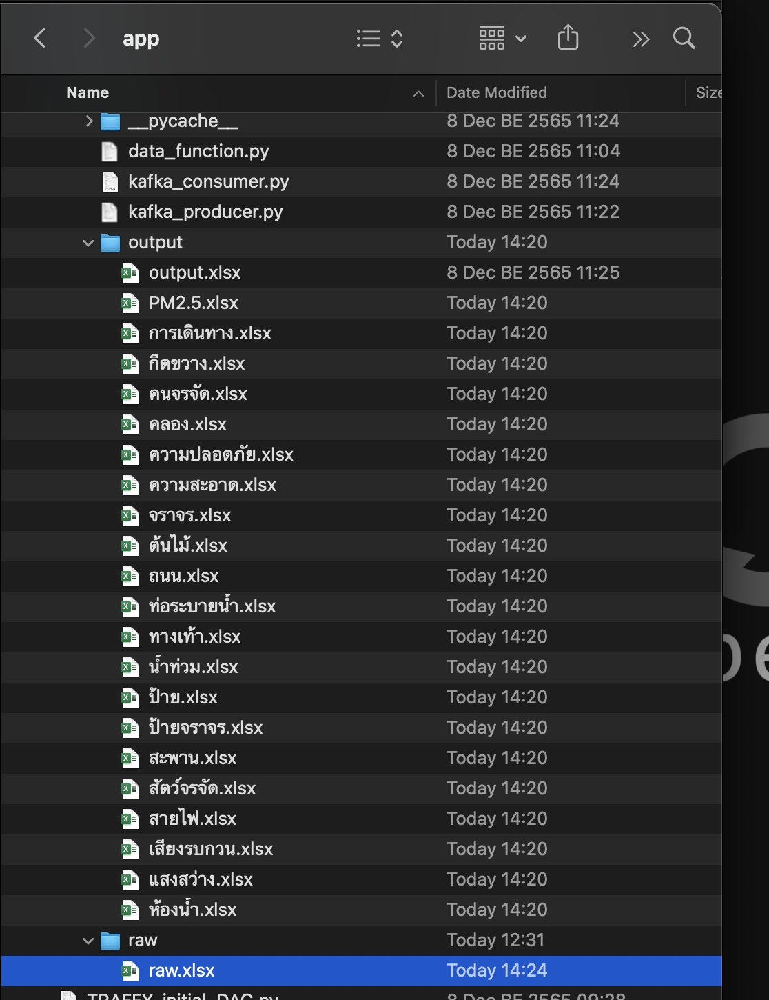 app
Name Date Modified Size
__pycache__ 8 Dec BE 2565 11:24
data_function.py 8 Dec BE 2565 11:04
kafka_consumer.py 8 Dec BE 2565 11:24
kafka_producer.py 8 Dec BE 2565 11:22
output Today 14:20
output.xlsx 8 Dec BE 2565 11:25
PM2.5.xlsx Today 14:20
การเดินทาง.xlsx Today 14:20
กีดขวาง.xlsx Today 14:20
คนจรจัด.xlsx Today 14:20
คลอง.xlsx Today 14:20
ความปลอดภัย.xlsx Today 14:20
ความสะอาด.xlsx Today 14:20
จราจร.xlsx Today 14:20
ต้นไม้.xlsx Today 14:20
ถนน.xlsx Today 14:20
ท่อระบายน้ำ.xlsx Today 14:20
ทางเท้า.xlsx Today 14:20
น้ำท่วม.xlsx Today 14:20
ป้าย.xlsx Today 14:20
ป้ายจราจร.xlsx Today 14:20
สะพาน.xlsx Today 14:20
สัตว์จรจัด.xlsx Today 14:20
สายไฟ.xlsx Today 14:20
เสียงรบกวน.xlsx Today 14:20
แสงสว่าง.xlsx Today 14:20
ห้องน้ำ.xlsx Today 14:20
raw Today 12:31
raw.xlsx Today 14:24
TRAFFY_initial_DAG.py 8 Dec BE 2565 09:28